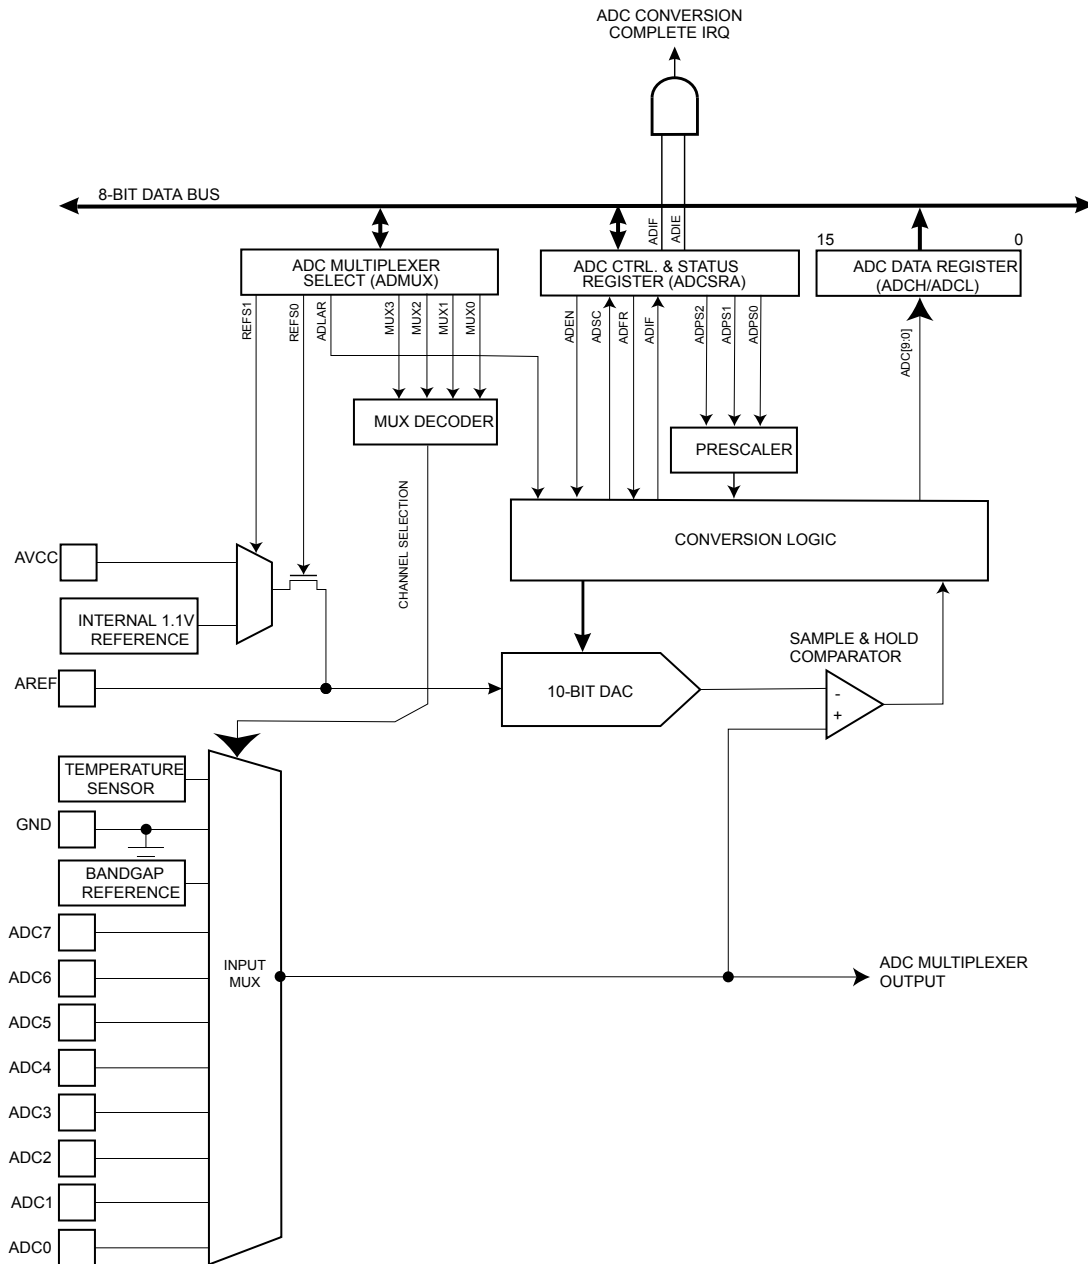 ADC CONVERSION
COMPLETE IRQ
8-BIT DATA BUS
ADIF
ADIE
15
0
ADC MULTIPLEXER
SELECT (ADMUX)
ADC CTRL. & STATUS
REGISTER (ADCSRA)
ADC DATA REGISTER
(ADCH/ADCL)
REFS1
REFS0
ADLAR
MUX3
MUX2
MUX1
MUX0
ADEN
ADSC
ADFR
ADIF
ADPS2
ADPS1
ADPS0
ADC[9:0]
MUX DECODER
PRESCALER
CHANNEL SELECTION
CONVERSION LOGIC
AVCC
INTERNAL 1.1V
REFERENCE
SAMPLE & HOLD
COMPARATOR
AREF
10-BIT DAC
-
+
TEMPERATURE
SENSOR
GND
BANDGAP
REFERENCE
ADC7
ADC6
INPUT
MUX
ADC MULTIPLEXER
OUTPUT
ADC5
ADC4
ADC3
ADC2
ADC1
ADC0